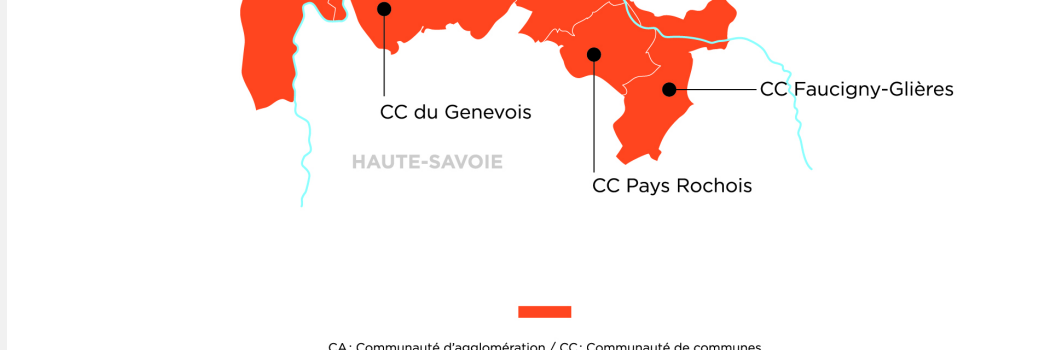 CC Faucigny-Glières
CC du Genevois
HAUTE-SAVOIE
CC Pays Rochois
CA : Communauté d'agglomération / CC : Communauté de communes